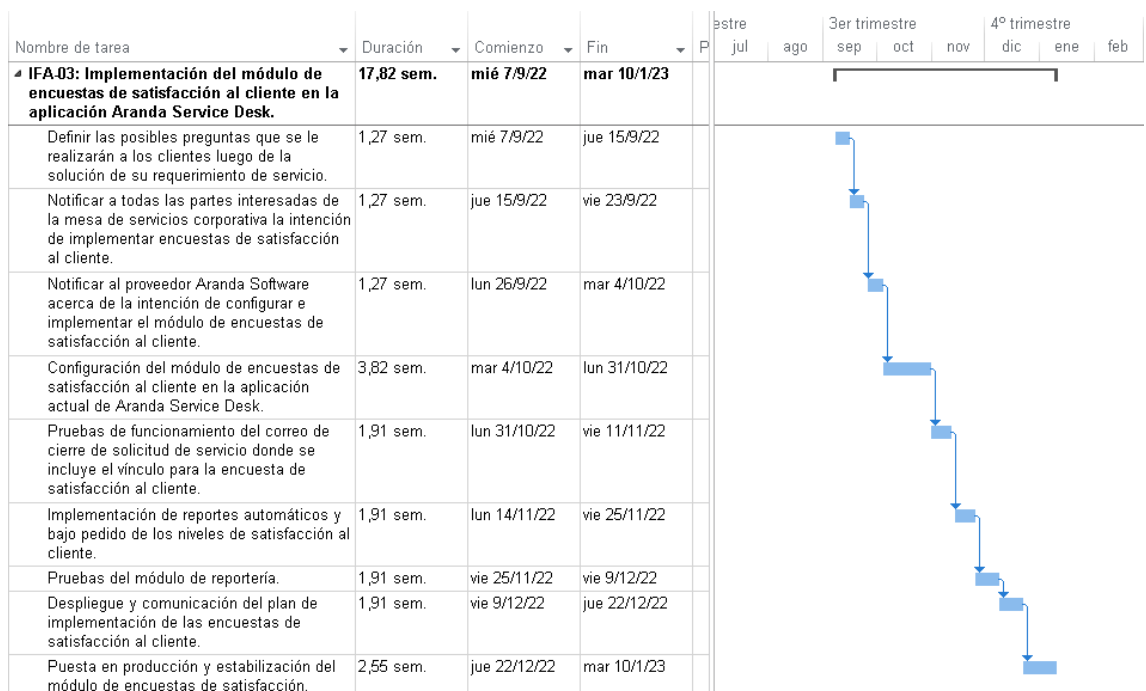 estre 3er trimestre 4º trimestre
Nombre de tarea Duración Comienzo Fin P jul ago sep oct nov dic ene feb
IFA-03: Implementación del módulo de 17,82 sem. mié 7/9/22 mar 10/1/23
encuestas de satisfacción al cliente en la
aplicación Aranda Service Desk.
Definir las posibles preguntas que se le 1,27 sem. mié 7/9/22 jue 15/9/22
realizarán a los clientes luego de la
solución de su requerimiento de servicio.
Notificar a todas las partes interesadas de 1,27 sem. jue 15/9/22 vie 23/9/22
la mesa de servicios corporativa la intención
de implementar encuestas de satisfacción
al cliente.
Notificar al proveedor Aranda Software 1,27 sem. lun 26/9/22 mar 4/10/22
acerca de la intención de configurar e
implementar el módulo de encuestas de
satisfacción al cliente.
Configuración del módulo de encuestas de 3,82 sem. mar 4/10/22 lun 31/10/22
satisfacción al cliente en la aplicación
actual de Aranda Service Desk.
Pruebas de funcionamiento del correo de 1,91 sem. lun 31/10/22 vie 11/11/22
cierre de solicitud de servicio donde se
incluye el vínculo para la encuesta de
satisfacción al cliente.
Implementación de reportes automáticos y 1,91 sem. lun 14/11/22 vie 25/11/22
bajo pedido de los niveles de satisfacción al
cliente.
Pruebas del módulo de reportería. 1,91 sem. vie 25/11/22 vie 9/12/22
Despliegue y comunicación del plan de 1,91 sem. vie 9/12/22 jue 22/12/22
implementación de las encuestas de
satisfacción al cliente.
Puesta en producción y estabilización del 2,55 sem. jue 22/12/22 mar 10/1/23
módulo de encuestas de satisfacción.